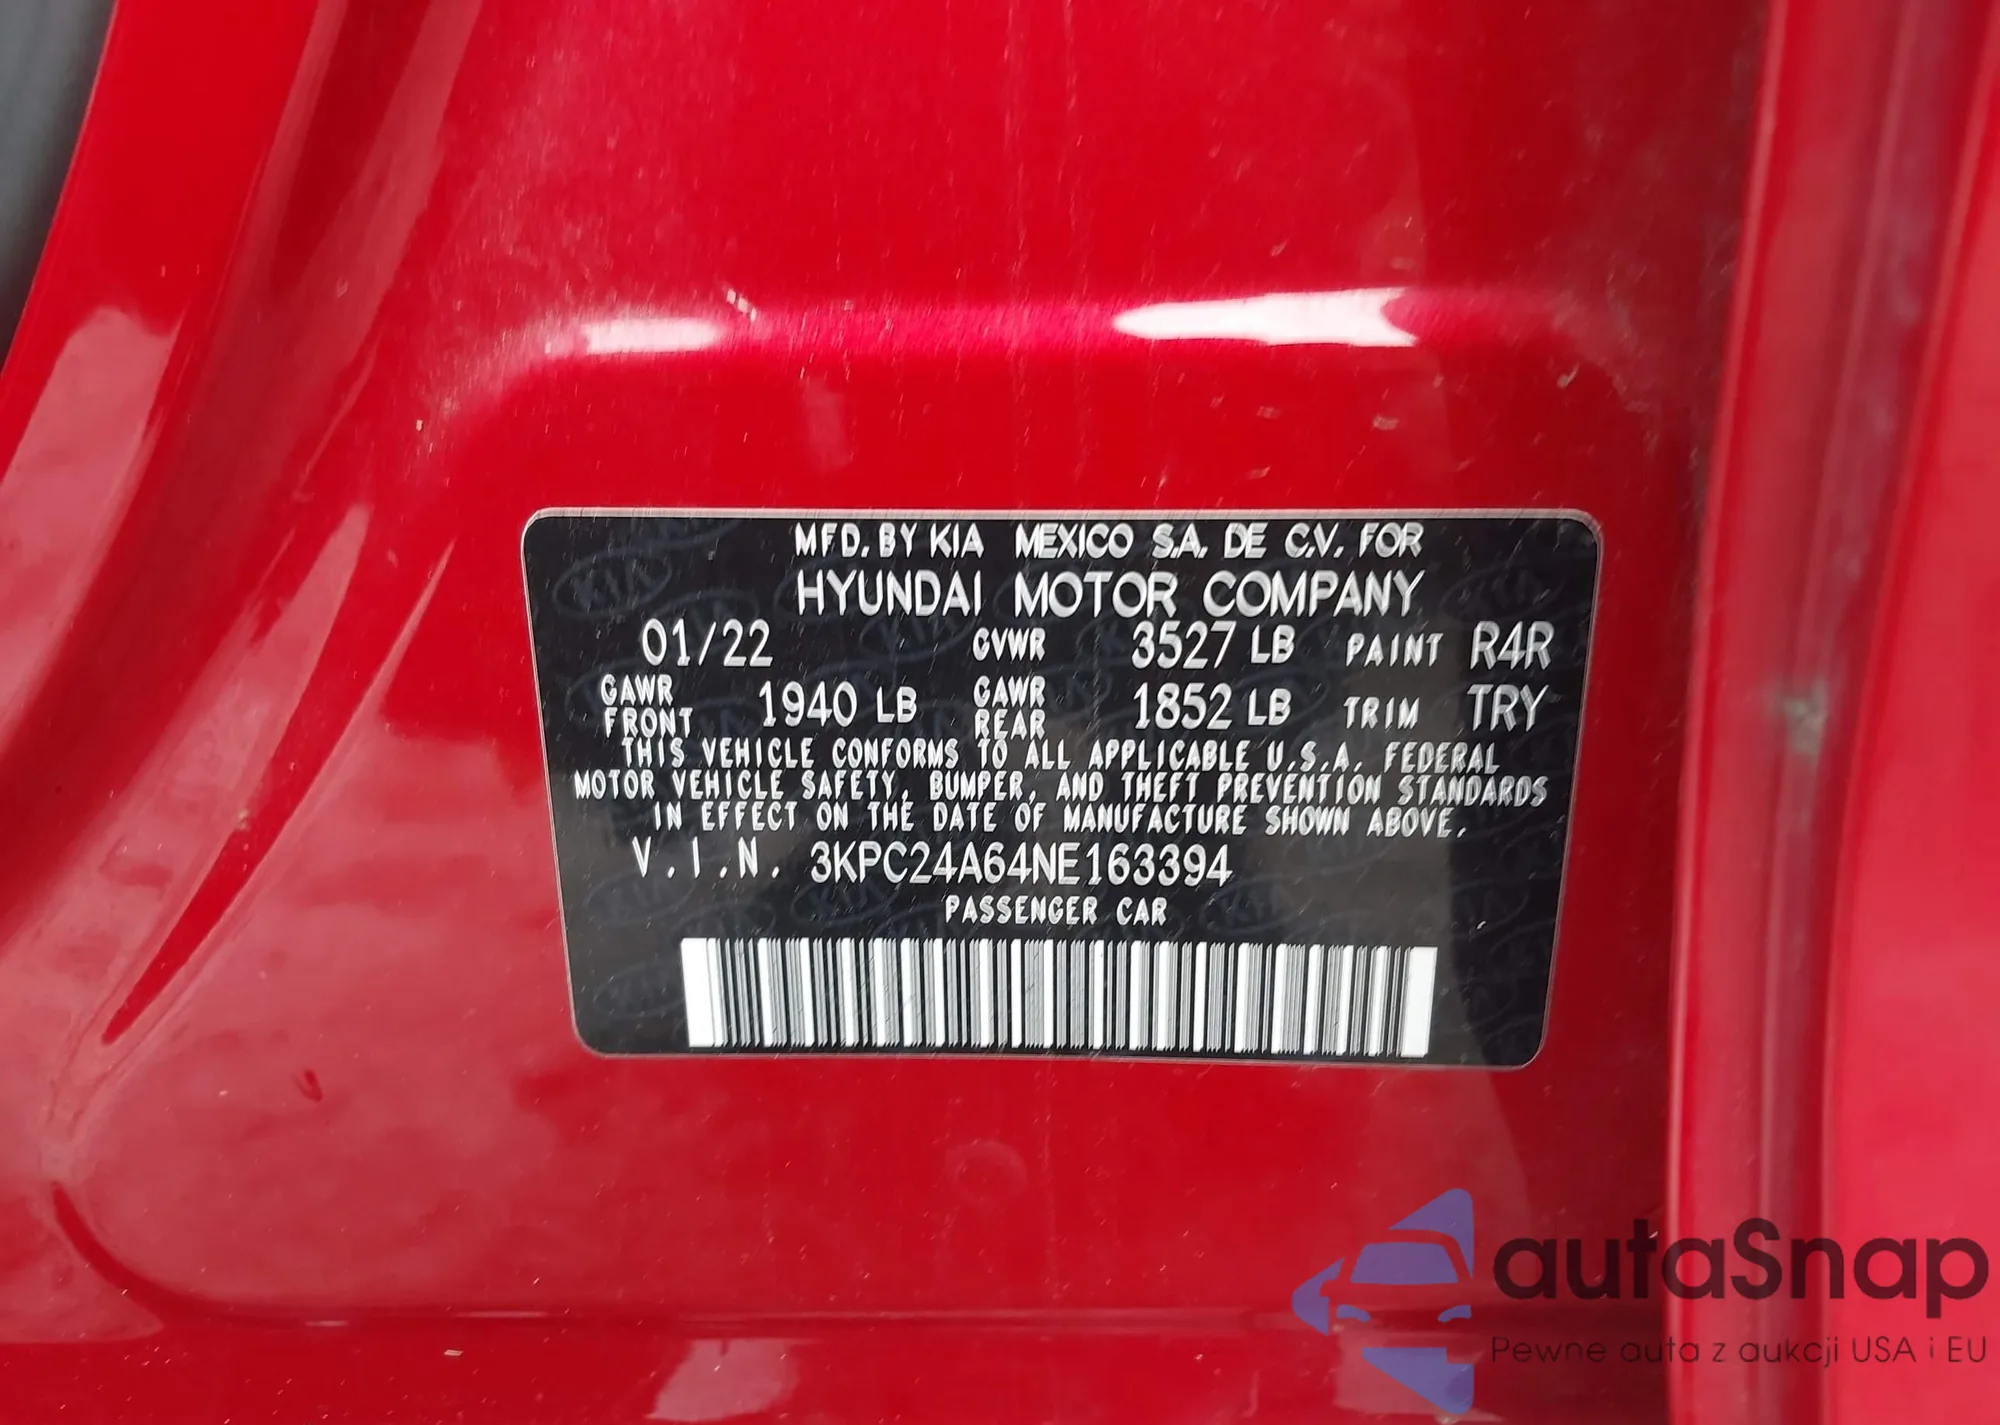 MFD. BY KIA MEXICO S.A. DE C.V. FOR
HYUNDAI MOTOR COMPANY
01/22 GVWR 3527 LB PAINT R4R
GAWR FRONT 1940 LB GAWR REAR 1852 LB TRIM TRY
THIS VEHICLE CONFORMS TO ALL APPLICABLE U.S.A. FEDERAL
MOTOR VEHICLE SAFETY, BUMPER, AND THEFT PREVENTION STANDARDS
IN EFFECT ON THE DATE OF MANUFACTURE SHOWN ABOVE.
V.I.N. 3KPC24A64NE163394
PASSENGER CAR
autaSnap
Pewne auta z aukcji USA i EU